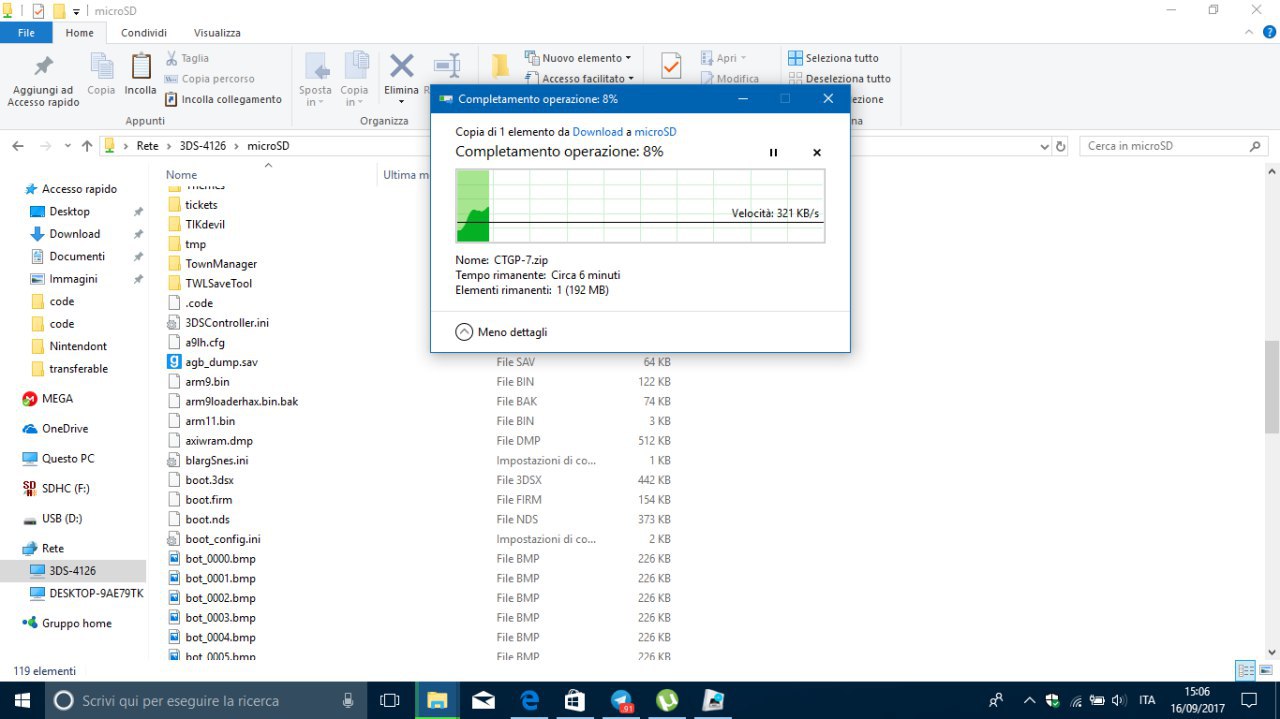 microSD
File Home Condividi Visualizza
Aggiungi ad Accesso rapido
Copia
Incolla
Taglia
Copia percorso
Incolla collegamento
Appunti
Sposta in
Copia in
Elimina
Organizza
Nuovo elemento
Accesso facilitato
Apri
Modifica
Seleziona tutto
Deseleziona tutto
Rete 3DS-4126 microSD
Cerca in microSD
Completamento operazione: 8%
Copia di 1 elemento da Download a microSD
Completamento operazione: 8%
Velocità: 321 KB/s
Nome: CTGP-7.zip
Tempo rimanente: Circa 6 minuti
Elementi rimanenti: 1 (192 MB)
Meno dettagli
Accesso rapido
Desktop
Download
Documenti
Immagini
code
code
Nintendont
transferable
MEGA
OneDrive
Questo PC
SDHC (F:)
USB (D:)
Rete
3DS-4126
DESKTOP-9AE79TK
Gruppo home
Nome
Themes
tickets
TIKdevil
tmp
TownManager
TWLSaveTool
.code
3DSController.ini
a9lh.cfg
agb_dump.sav File SAV 64 KB
arm9.bin File BIN 122 KB
arm9loaderhax.bin.bak File BAK 74 KB
arm11.bin File BIN 3 KB
axiwram.dmp File DMP 512 KB
blargSnes.ini Impostazioni di co... 1 KB
boot.3dsx File 3DSX 442 KB
boot.firm File FIRM 154 KB
boot.nds File NDS 373 KB
boot_config.ini Impostazioni di co... 2 KB
bot_0000.bmp File BMP 226 KB
bot_0001.bmp File BMP 226 KB
bot_0002.bmp File BMP 226 KB
bot_0003.bmp File BMP 226 KB
bot_0004.bmp File BMP 226 KB
bot_0005.bmp File BMP 226 KB
119 elementi
Scrivi qui per eseguire la ricerca
ITA
15:06
16/09/2017